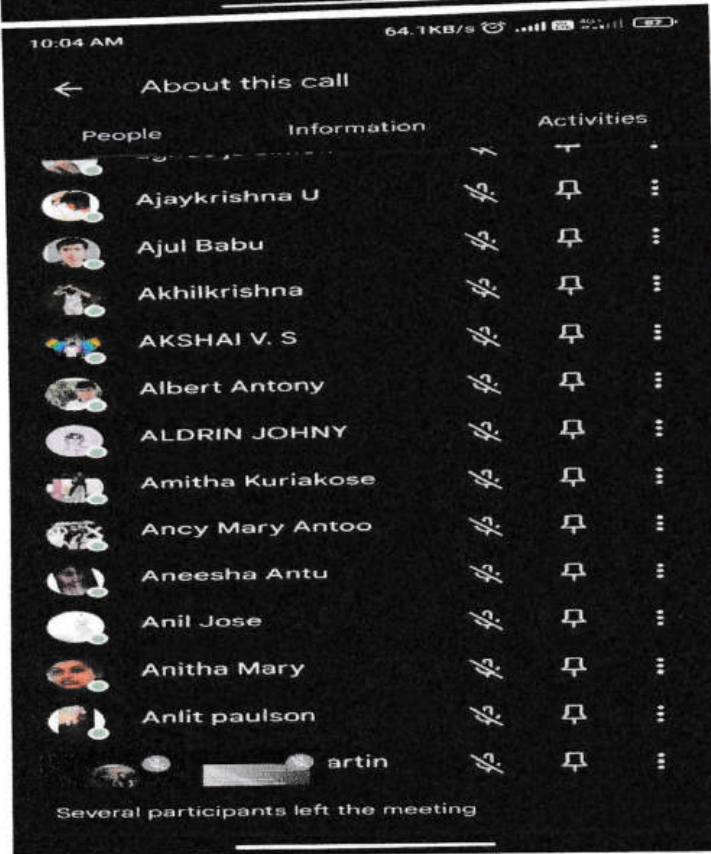 10:04 AM 64.1KB/s 4G+ 87
About this call
People Information Activities
Ajaykrishna U
Ajul Babu
Akhilkrishna
AKSHAI V. S
Albert Antony
ALDRIN JOHNY
Amitha Kuriakose
Ancy Mary Antoo
Aneesha Antu
Anil Jose
Anitha Mary
Anlit paulson
artin
Several participants left the meeting